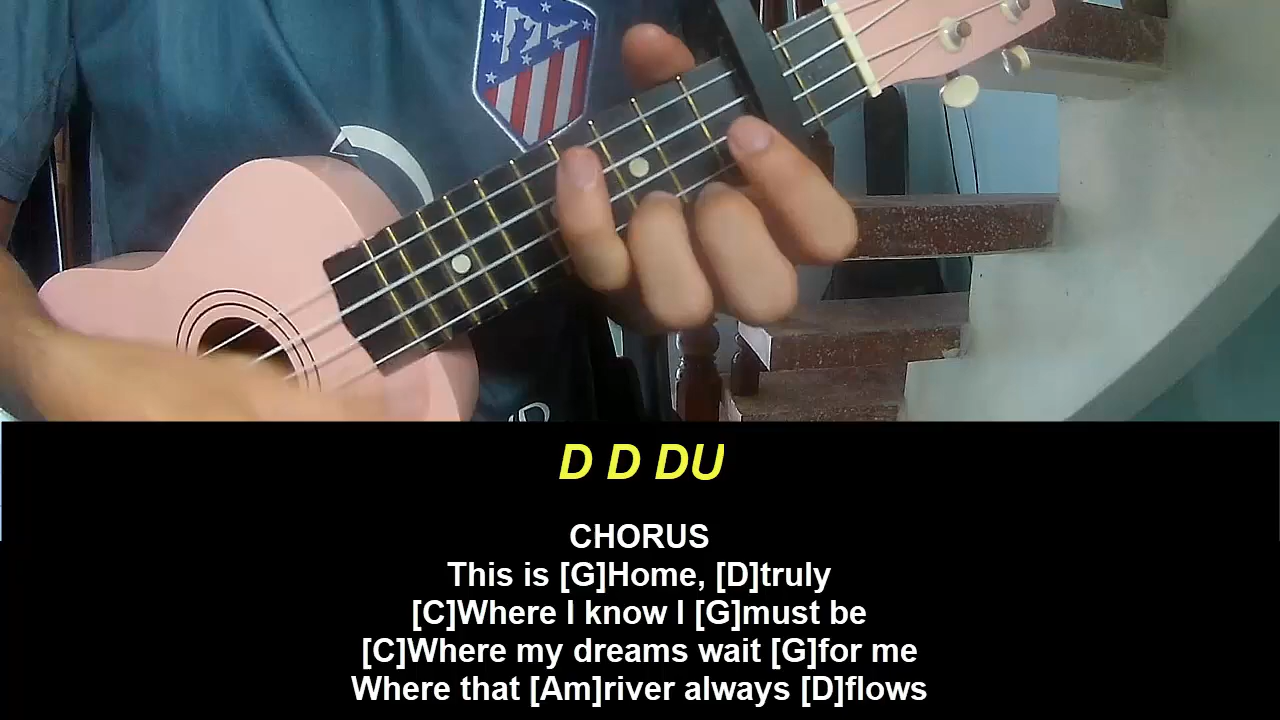 D D DU
CHORUS
This is [G]Home, [D]truly
[C]Where I know I [G]must be
[C]Where my dreams wait [G]for me
Where that [Am]river always [D]flows